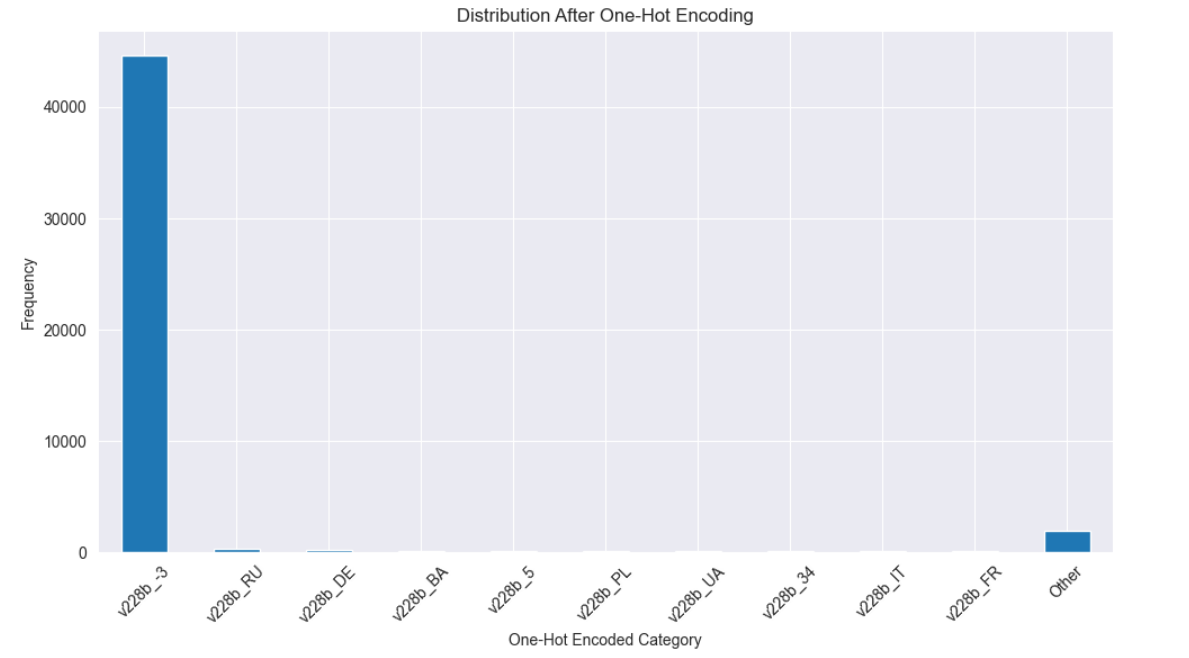 Distribution After One-Hot Encoding
Frequency
40000
30000
20000
10000
0
v228b_-3
v228b_RU
v228b_DE
v228b_BA
v228b_5
v228b_PL
v228b_UA
v228b_34
v228b_IT
v228b_FR
Other
One-Hot Encoded Category